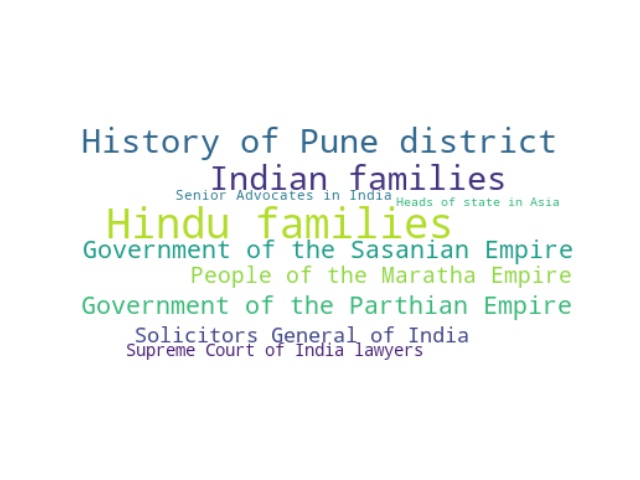 History of Pune district
Indian families
Senior Advocates in India
Heads of state in Asia
Hindu families
Government of the Sasanian Empire
People of the Maratha Empire
Government of the Parthian Empire
Solicitors General of India
Supreme Court of India lawyers